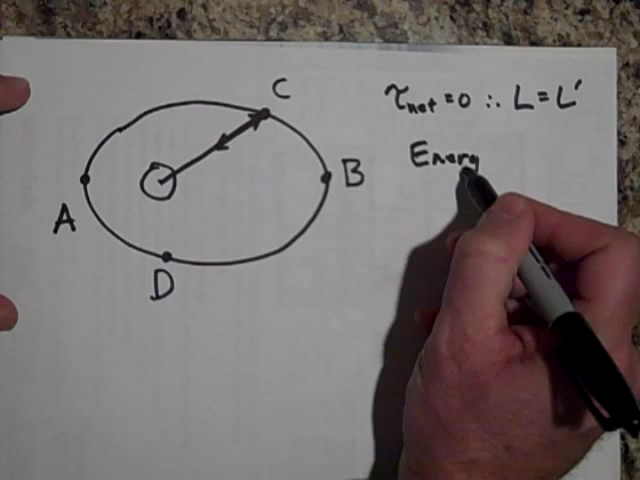 C
τnet = 0 ∴ L = L'
Energ
B
A
D